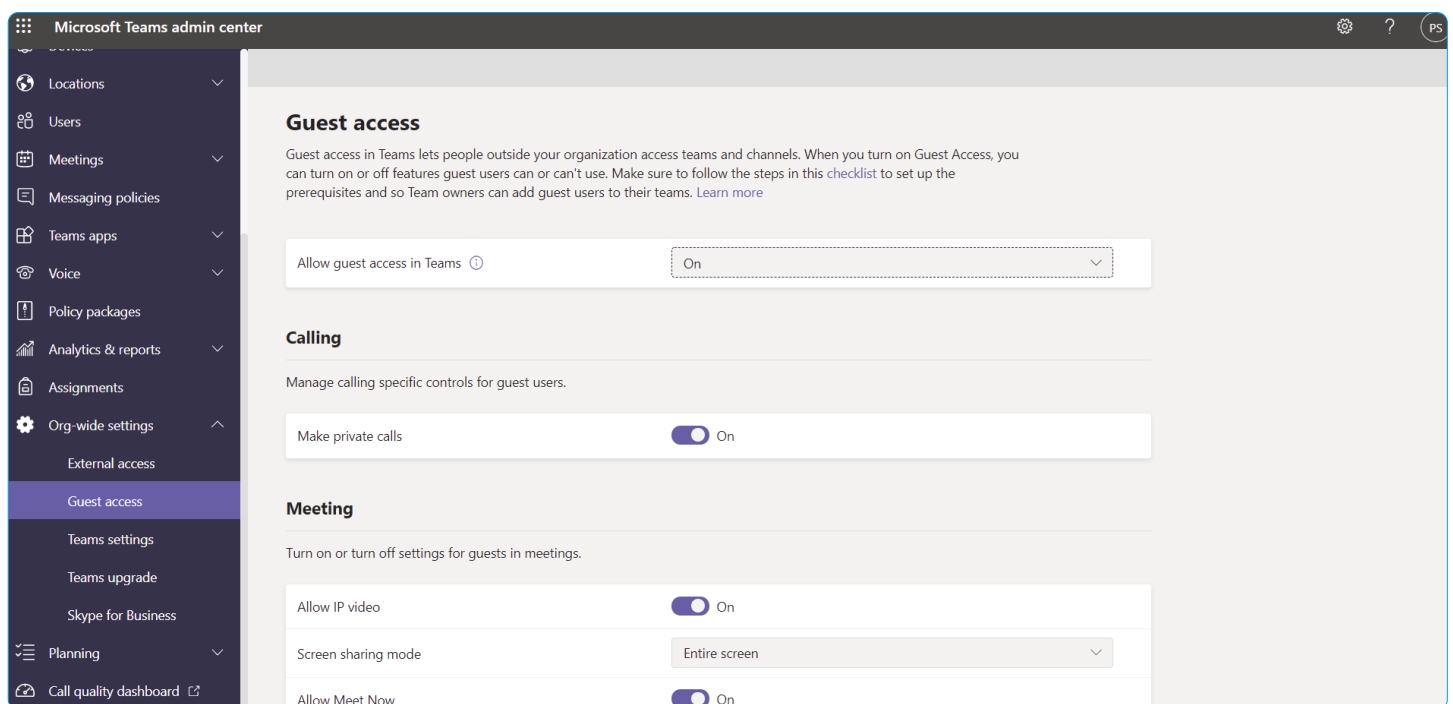 Microsoft Teams admin center
?
PS
Devices
Locations
Users
Meetings
Messaging policies
Teams apps
Voice
Policy packages
Analytics & reports
Assignments
Org-wide settings
External access
Guest access
Teams settings
Teams upgrade
Skype for Business
Planning
Call quality dashboard
Guest access
Guest access in Teams lets people outside your organization access teams and channels. When you turn on Guest Access, you
can turn on or off features guest users can or can't use. Make sure to follow the steps in this checklist to set up the
prerequisites and so Team owners can add guest users to their teams. Learn more
Allow guest access in Teams
On
Calling
Manage calling specific controls for guest users.
Make private calls
On
Meeting
Turn on or turn off settings for guests in meetings.
Allow IP video
On
Screen sharing mode
Entire screen
Allow Meet Now
On